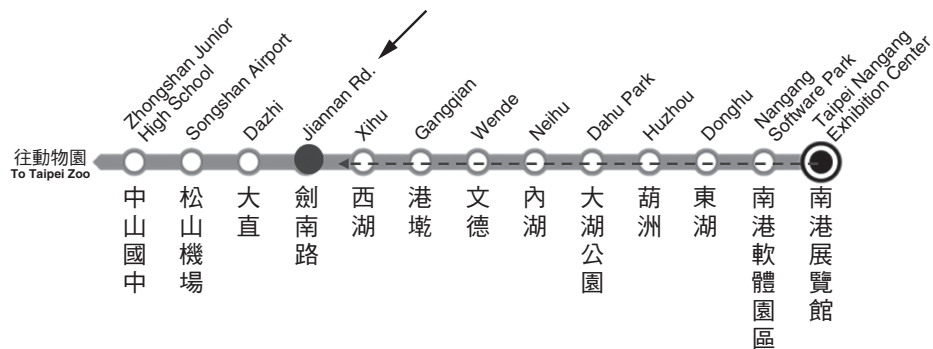 Zhongshan Junior
High School
Songshan Airport
Dazhi
Jiannan Rd.
Xihu
Gangqian
Wende
Neihu
Dahu Park
Huzhou
Donghu
Nangang
Software Park
Taipei Nangang
Exhibition Center
往動物園
To Taipei Zoo
中山國中
松山機場
大直
劍南路
西湖
港墘
文德
內湖
大湖公園
葫洲
東湖
南港軟體園區
南港展覽館